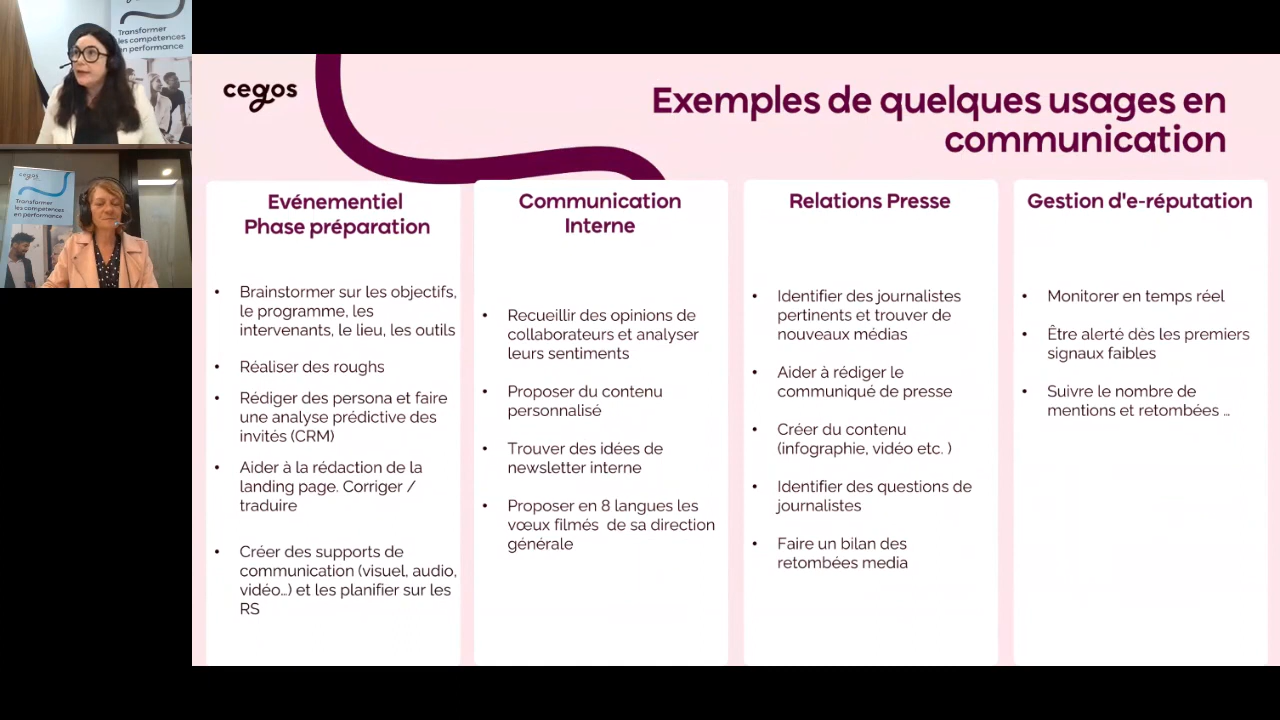 Transformer
les compétences
en performance
cegos
Transformer
les compétences
en performance
cegos
Exemples de quelques usages en
communication
Evénementiel
Phase préparation
• Brainstormer sur les objectifs,
le programme, les
intervenants, le lieu, les outils
• Réaliser des roughs
• Rédiger des persona et faire
une analyse prédictive des
invités (CRM)
• Aider à la rédaction de la
landing page. Corriger /
traduire
• Créer des supports de
communication (visuel, audio,
vidéo...) et les planifier sur les
RS
Communication
Interne
• Recueillir des opinions de
collaborateurs et analyser
leurs sentiments
• Proposer du contenu
personnalisé
• Trouver des idées de
newsletter interne
• Proposer en 8 langues les
vœux filmés de sa direction
générale
Relations Presse
• Identifier des journalistes
pertinents et trouver de
nouveaux médias
• Aider à rédiger le
communiqué de presse
• Créer du contenu
(infographie, vidéo etc. )
• Identifier des questions de
journalistes
• Faire un bilan des
retombées media
Gestion d'e-réputation
• Monitorer en temps réel
• Être alerté dès les premiers
signaux faibles
• Suivre le nombre de
mentions et retombées ...